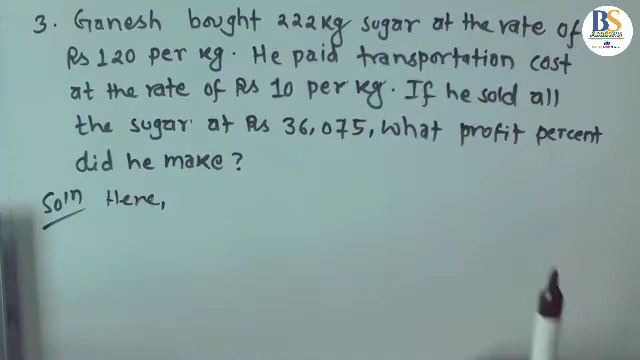 BS
3. Ganesh bought 222kg sugar at the rate of
Rs 120 per kg. He paid transportation cost
at the rate of Rs 10 per kg. If he sold all
the sugar at Rs 36,075, what profit percent
did he make?
Soln Here,